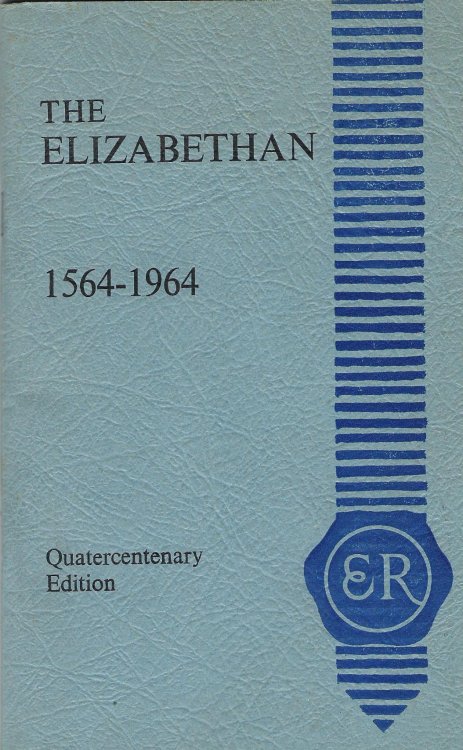 THE
ELIZABETHAN
1564-1964
Quatercentenary
Edition
ER